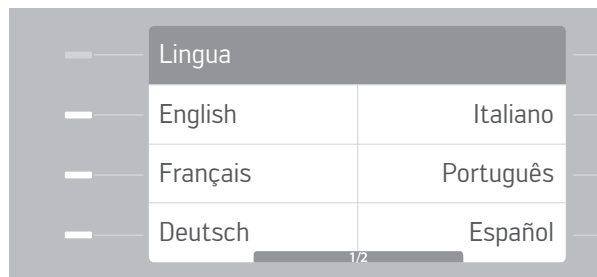 Lingua
English Italiano
Français Português
Deutsch Español
1/2